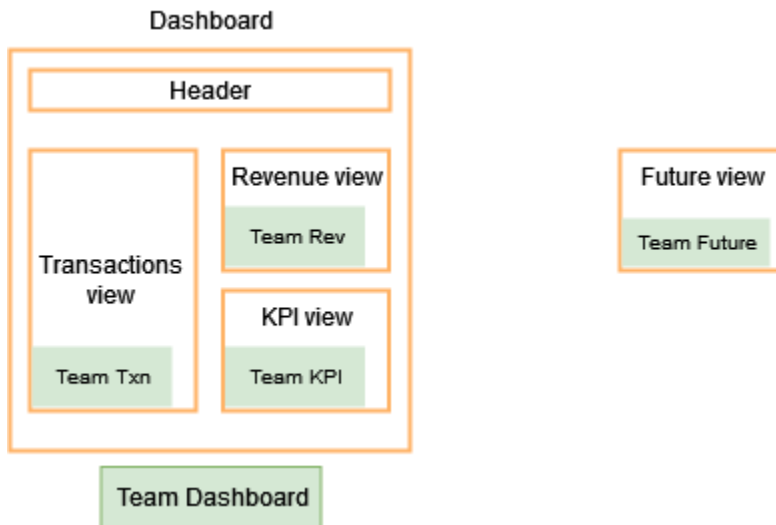 Dashboard
Header
Transactions
view
Team Txn
Revenue view
Team Rev
KPI view
Team KPI
Team Dashboard
Future view
Team Future